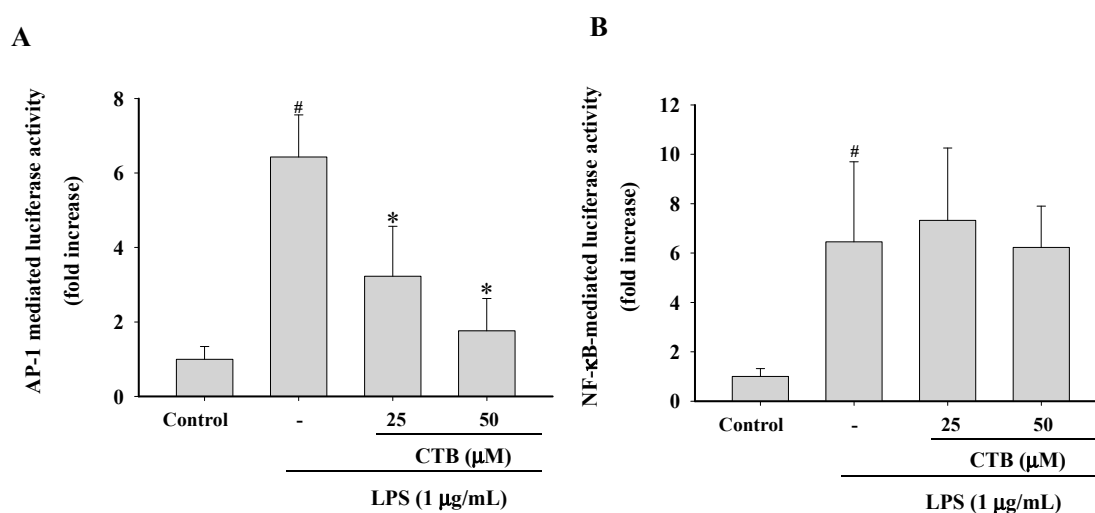 A
AP-1 mediated luciferase activity
(fold increase)
8
6
4
2
0
#
*
*
Control
-
25
50
CTB (μM)
LPS (1 μg/mL)
B
NF-κB-mediated luciferase activity
(fold increase)
12
10
8
6
4
2
0
#
Control
-
25
50
CTB (μM)
LPS (1 μg/mL)